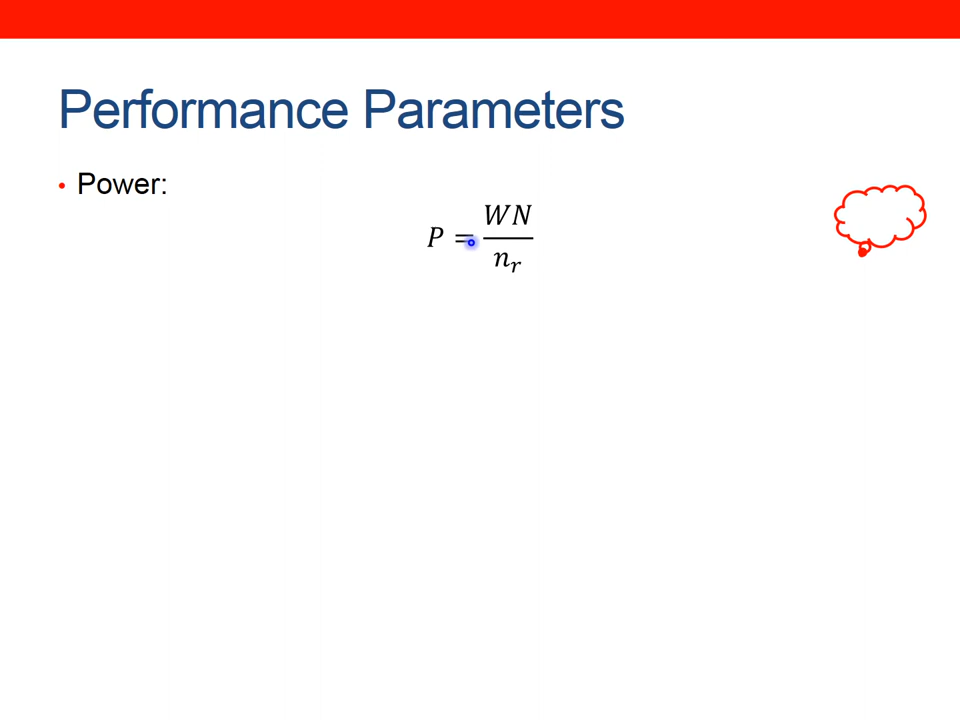 Performance Parameters
• Power:
P = WN / n_r